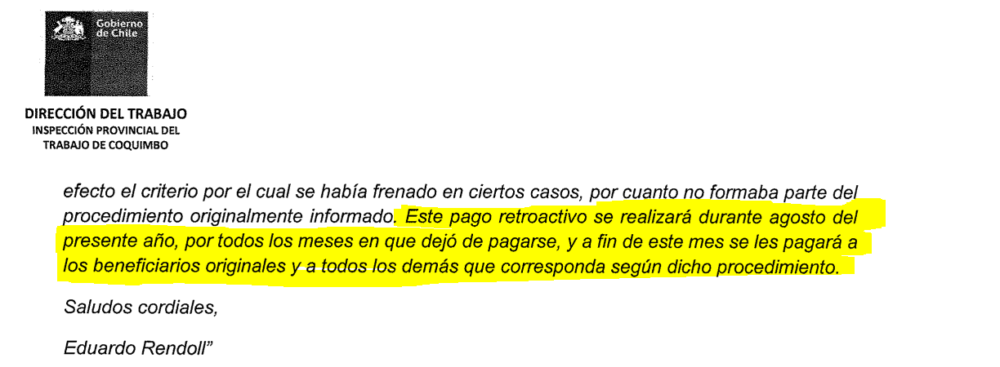 Gobierno
de Chile
DIRECCIÓN DEL TRABAJO
INSPECCIÓN PROVINCIAL DEL
TRABAJO DE COQUIMBO
efecto el criterio por el cual se había frenado en ciertos casos, por cuanto no formaba parte del
procedimiento originalmente informado. Este pago retroactivo se realizará durante agosto del
presente año, por todos los meses en que dejó de pagarse, y a fin de este mes se les pagará a
los beneficiarios originales y a todos los demás que corresponda según dicho procedimiento.
Saludos cordiales,
Eduardo Rendoll”